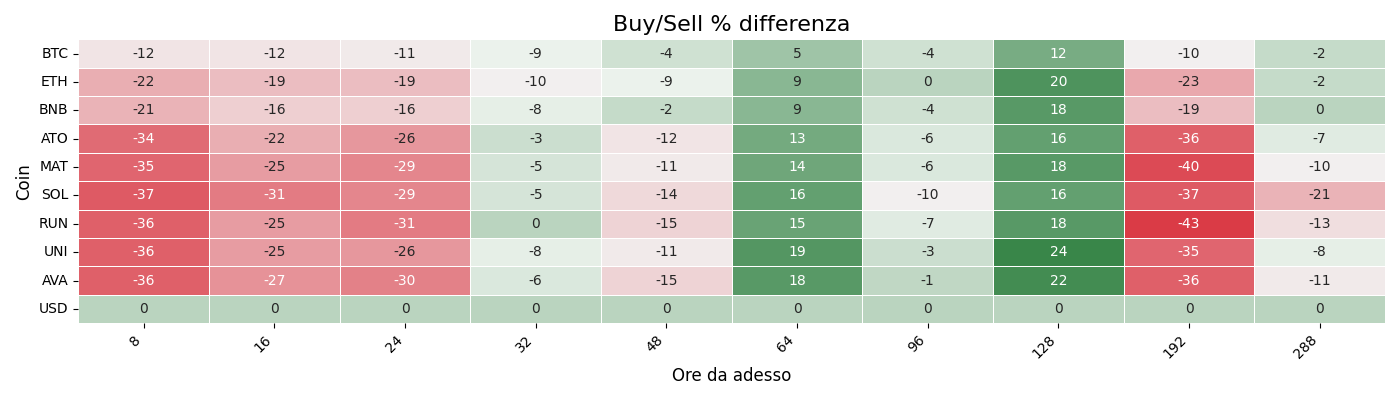 Buy/Sell % differenza
Coin
BTC -12 -12 -11 -9 -4 5 -4 12 -10 -2
ETH -22 -19 -19 -10 -9 9 0 20 -23 -2
BNB -21 -16 -16 -8 -2 9 -4 18 -19 0
ATO -34 -22 -26 -3 -12 13 -6 16 -36 -7
MAT -35 -25 -29 -5 -11 14 -6 18 -40 -10
SOL -37 -31 -29 -5 -14 16 -10 16 -37 -21
RUN -36 -25 -31 0 -15 15 -7 18 -43 -13
UNI -36 -25 -26 -8 -11 19 -3 24 -35 -8
AVA -36 -27 -30 -6 -15 18 -1 22 -36 -11
USD 0 0 0 0 0 0 0 0 0 0
8 16 24 32 48 64 96 128 192 288
Ore da adesso